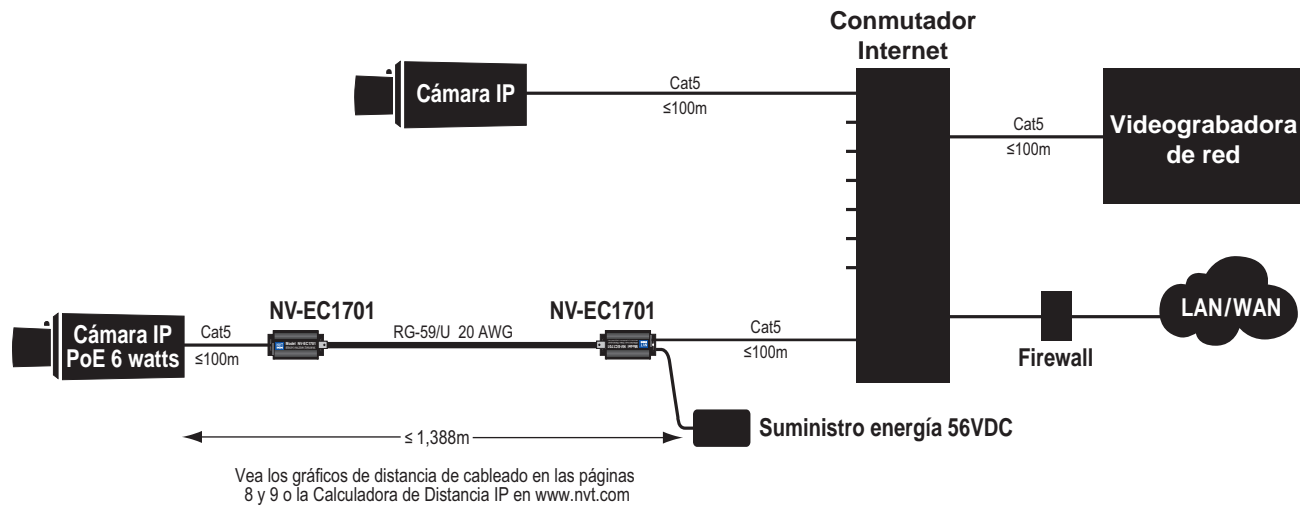 Conmutador
Internet
Cámara IP
Cat5
≤100m
Cat5
≤100m
Videograbadora
de red
NV-EC1701
NV-EC1701
Cámara IP
PoE 6 watts
Cat5
≤100m
RG-59/U 20 AWG
Cat5
≤100m
LAN/WAN
Firewall
Suministro energía 56VDC
≤ 1,388m
Vea los gráficos de distancia de cableado en las páginas
8 y 9 o la Calculadora de Distancia IP en www.nvt.com